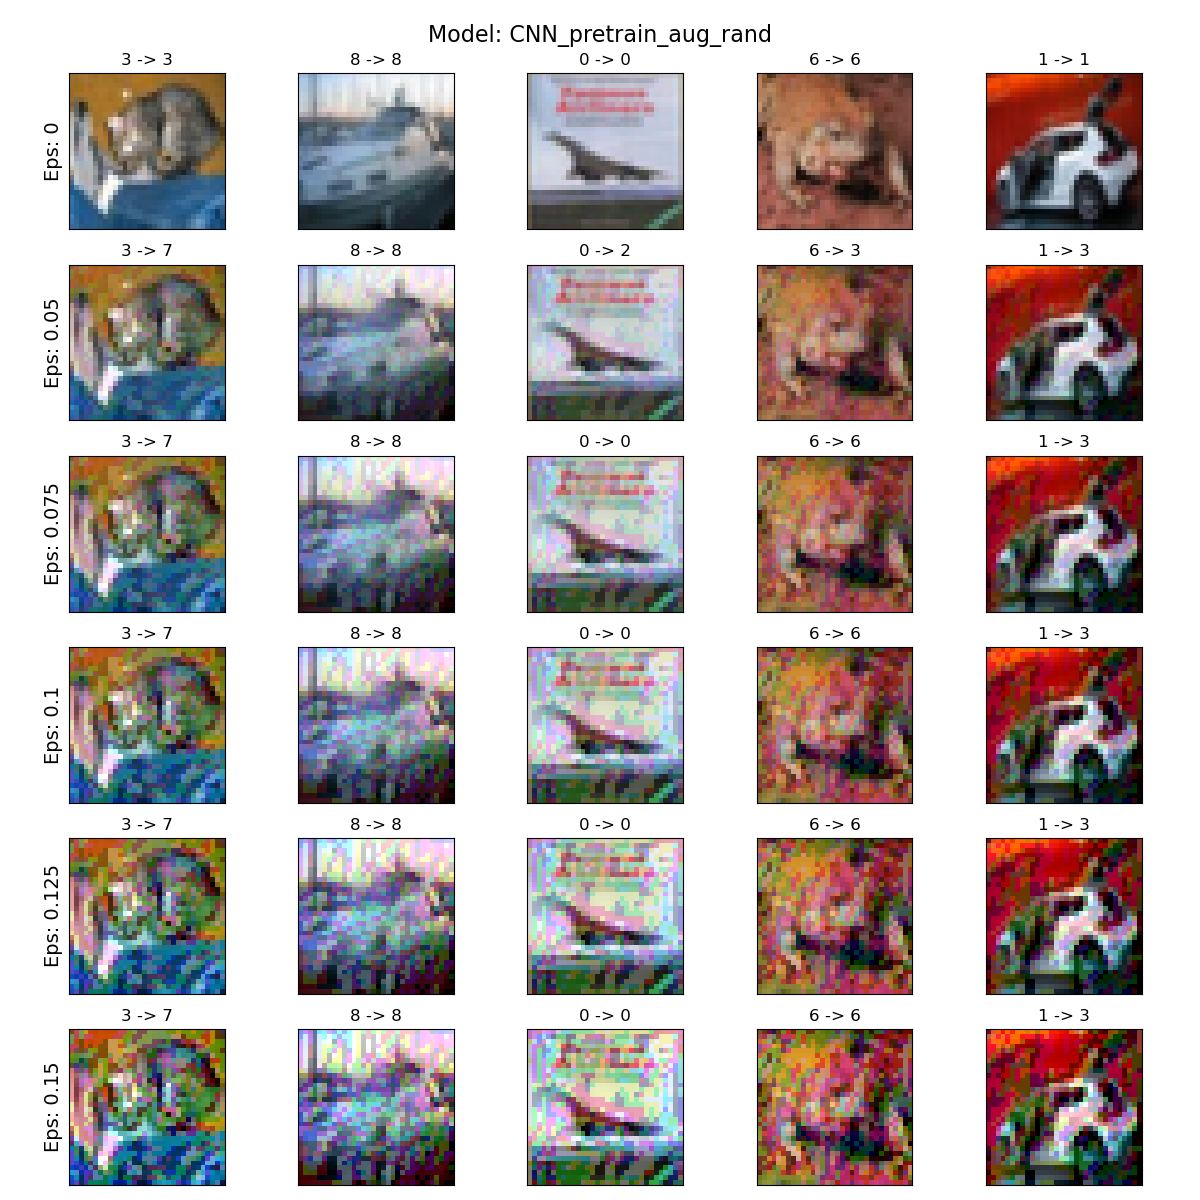 Model: CNN_pretrain_aug_rand
3 -> 3 8 -> 8 0 -> 0 6 -> 6 1 -> 1
Eps: 0
3 -> 7 8 -> 8 0 -> 2 6 -> 3 1 -> 3
Eps: 0.05
3 -> 7 8 -> 8 0 -> 0 6 -> 6 1 -> 3
Eps: 0.075
3 -> 7 8 -> 8 0 -> 0 6 -> 6 1 -> 3
Eps: 0.1
3 -> 7 8 -> 8 0 -> 0 6 -> 6 1 -> 3
Eps: 0.125
3 -> 7 8 -> 8 0 -> 0 6 -> 6 1 -> 3
Eps: 0.15